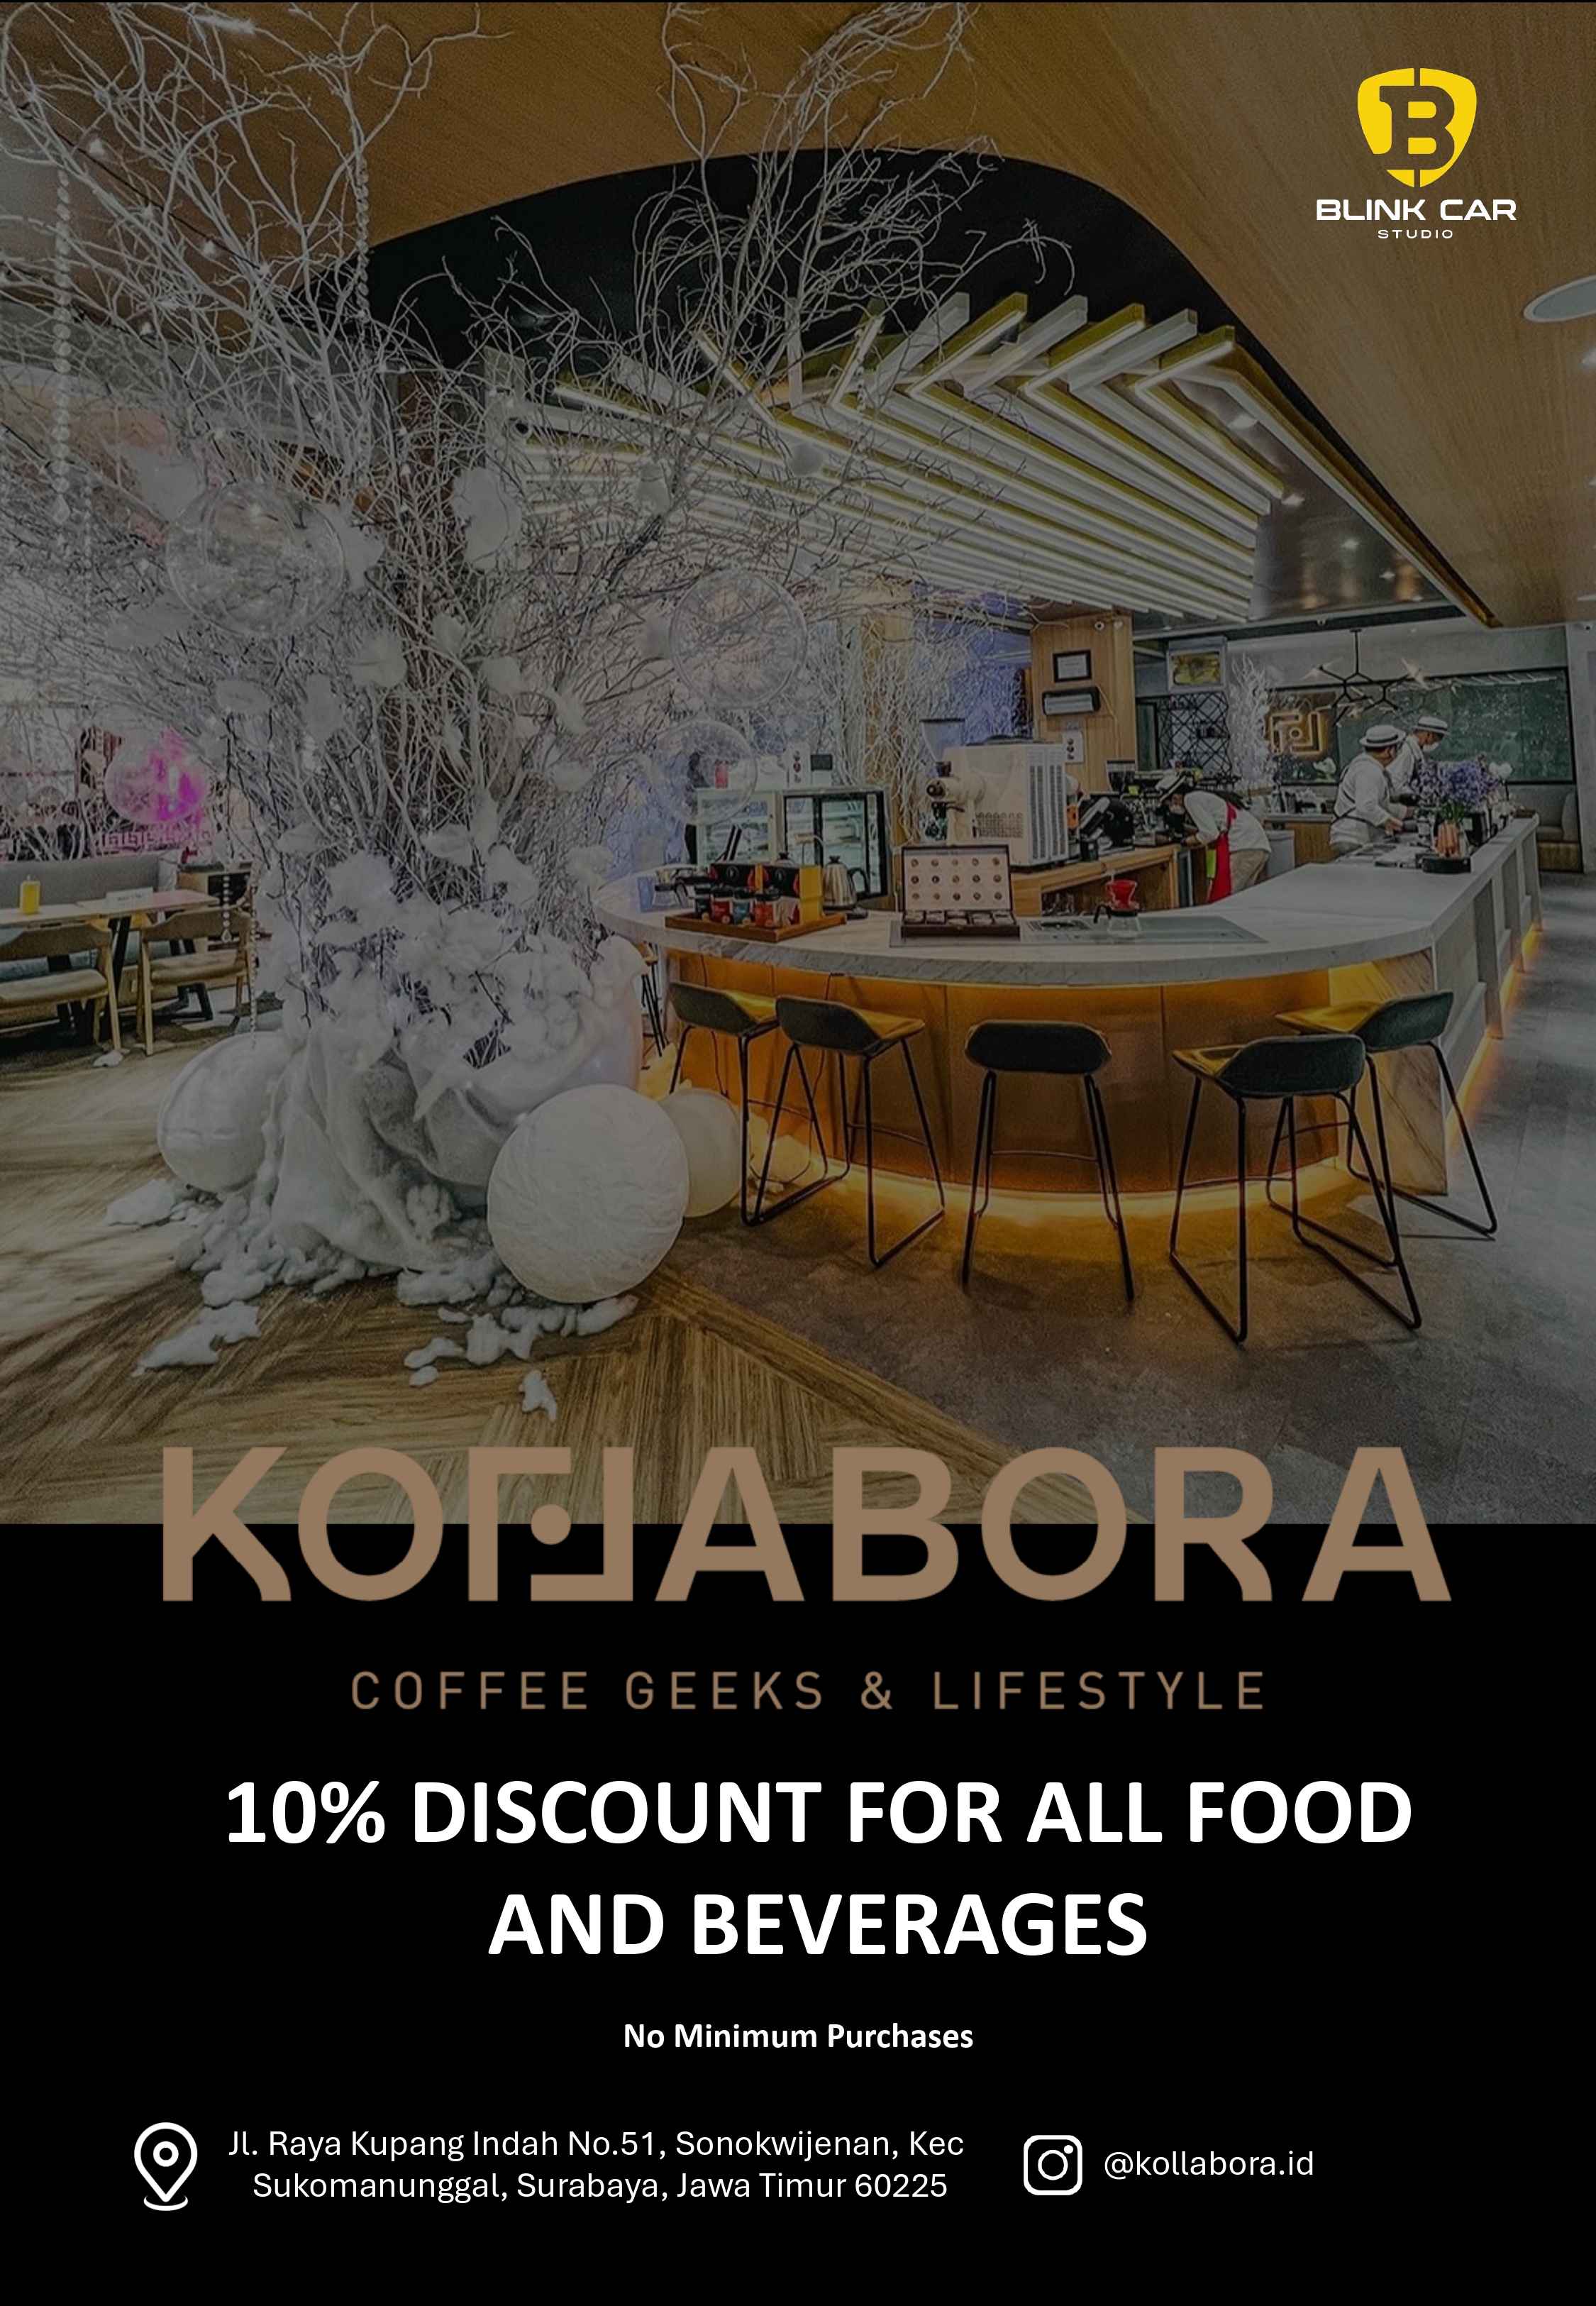 BLINK CAR
STUDIO
KOLLABORA
COFFEE GEEKS & LIFESTYLE
10% DISCOUNT FOR ALL FOOD
AND BEVERAGES
No Minimum Purchases
Jl. Raya Kupang Indah No.51, Sonokwijenan, Kec
Sukomanunggal, Surabaya, Jawa Timur 60225
@kollabora.id